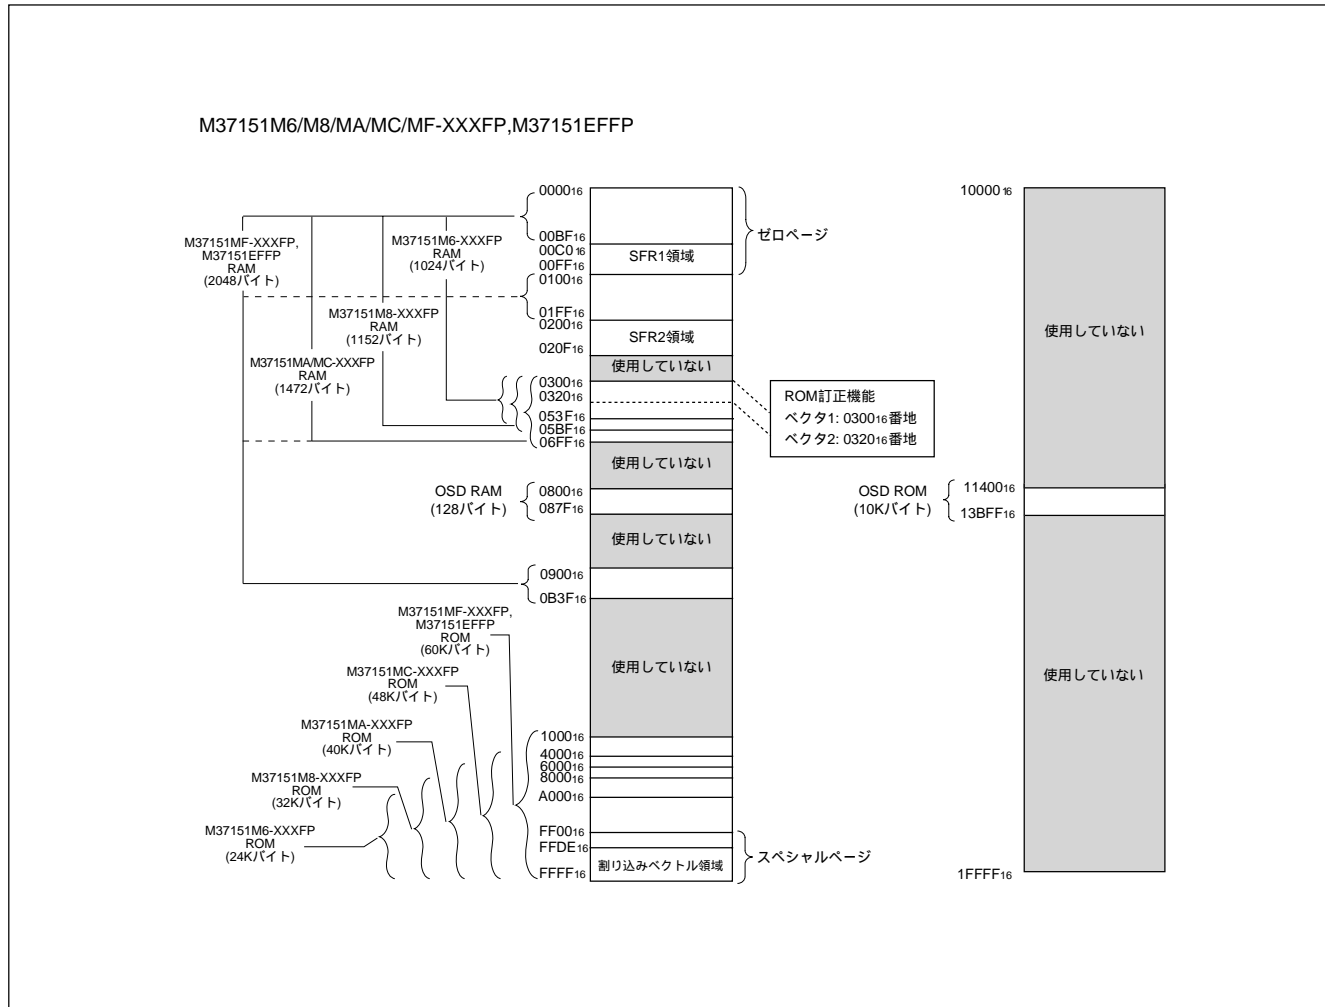 M37151M6/M8/MA/MC/MF-XXXFP,M37151EFFP
M37151MF-XXXFP,
M37151EFFP
RAM
(2048バイト)
M37151M6-XXXFP
RAM
(1024バイト)
M37151M8-XXXFP
RAM
(1152バイト)
M37151MA/MC-XXXFP
RAM
(1472バイト)
000016
00BF16
00C016
00FF16
010016
01FF16
020016
020F16
030016
032016
053F16
05BF16
06FF16
SFR1領域
SFR2領域
使用していない
ゼロページ
ROM訂正機能
ベクタ1: 030016番地
ベクタ2: 032016番地
使用していない
OSD RAM
(128バイト)
080016
087F16
使用していない
090016
0B3F16
使用していない
M37151MF-XXXFP,
M37151EFFP
ROM
(60Kバイト)
M37151MC-XXXFP
ROM
(48Kバイト)
M37151MA-XXXFP
ROM
(40Kバイト)
M37151M8-XXXFP
ROM
(32Kバイト)
M37151M6-XXXFP
ROM
(24Kバイト)
100016
400016
600016
800016
A00016
FF0016
FFDE16
FFFF16
割り込みベクトル領域
スペシャルページ
1000016
使用していない
OSD ROM
(10Kバイト)
1140016
13BFF16
使用していない
1FFFF16